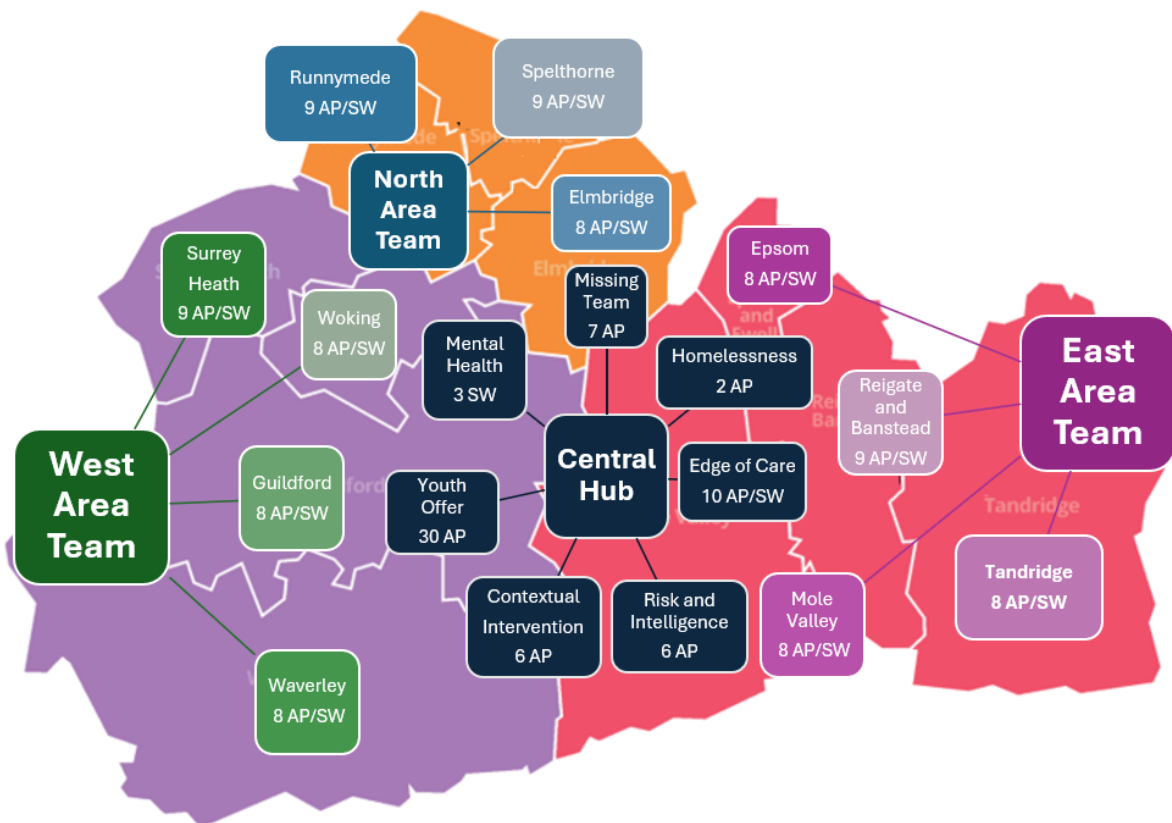 Runnymede
9 AP/SW
Spelthorne
9 AP/SW
North
Area
Team
Elmbridge
8 AP/SW
Surrey
Heath
9 AP/SW
Woking
8 AP/SW
West
Area
Team
Guildford
8 AP/SW
Waverley
8 AP/SW
Missing
Team
7 AP
Mental
Health
3 SW
Homelessness
2 AP
Central
Hub
Edge of Care
10 AP/SW
Youth
Offer
30 AP
Contextual
Intervention
6 AP
Risk and
Intelligence
6 AP
Epsom
8 AP/SW
and
East
Area
Team
Reigate
and
Banstead
9 AP/SW
Mole
Valley
8 AP/SW
Valley
Tandridge
Tandridge
8 AP/SW